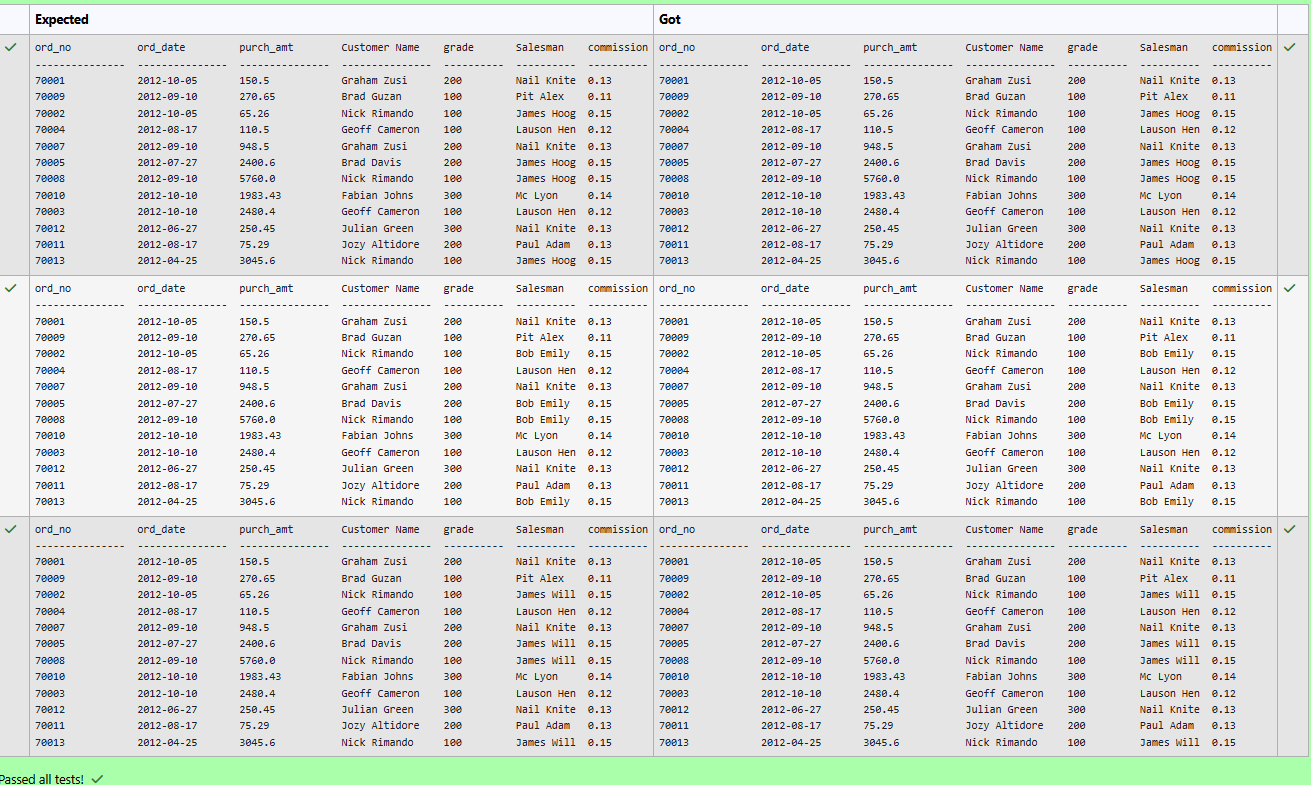 Expected Got
ord_no ord_date purch_amt Customer Name grade Salesman commission ord_no ord_date purch_amt Customer Name grade Salesman commission
--------------- --------------- --------------- --------------- ---------- ---------- ---------- --------------- --------------- --------------- --------------- ---------- ---------- ----------
70001 2012-10-05 150.5 Graham Zusi 200 Nail Knite 0.13 70001 2012-10-05 150.5 Graham Zusi 200 Nail Knite 0.13
70009 2012-09-10 270.65 Brad Guzan 100 Pit Alex 0.11 70009 2012-09-10 270.65 Brad Guzan 100 Pit Alex 0.11
70002 2012-10-05 65.26 Nick Rimando 100 James Hoog 0.15 70002 2012-10-05 65.26 Nick Rimando 100 James Hoog 0.15
70004 2012-08-17 110.5 Geoff Cameron 100 Lauson Hen 0.12 70004 2012-08-17 110.5 Geoff Cameron 100 Lauson Hen 0.12
70007 2012-09-10 948.5 Graham Zusi 200 Nail Knite 0.13 70007 2012-09-10 948.5 Graham Zusi 200 Nail Knite 0.13
70005 2012-07-27 2400.6 Brad Davis 200 James Hoog 0.15 70005 2012-07-27 2400.6 Brad Davis 200 James Hoog 0.15
70008 2012-09-10 5760.0 Nick Rimando 100 James Hoog 0.15 70008 2012-09-10 5760.0 Nick Rimando 100 James Hoog 0.15
70010 2012-10-10 1983.43 Fabian Johns 300 Mc Lyon 0.14 70010 2012-10-10 1983.43 Fabian Johns 300 Mc Lyon 0.14
70003 2012-10-10 2480.4 Geoff Cameron 100 Lauson Hen 0.12 70003 2012-10-10 2480.4 Geoff Cameron 100 Lauson Hen 0.12
70012 2012-06-27 250.45 Julian Green 300 Nail Knite 0.13 70012 2012-06-27 250.45 Julian Green 300 Nail Knite 0.13
70011 2012-08-17 75.29 Jozy Altidore 200 Paul Adam 0.13 70011 2012-08-17 75.29 Jozy Altidore 200 Paul Adam 0.13
70013 2012-04-25 3045.6 Nick Rimando 100 James Hoog 0.15 70013 2012-04-25 3045.6 Nick Rimando 100 James Hoog 0.15
ord_no ord_date purch_amt Customer Name grade Salesman commission ord_no ord_date purch_amt Customer Name grade Salesman commission
--------------- --------------- --------------- --------------- ---------- ---------- ---------- --------------- --------------- --------------- --------------- ---------- ---------- ----------
70001 2012-10-05 150.5 Graham Zusi 200 Nail Knite 0.13 70001 2012-10-05 150.5 Graham Zusi 200 Nail Knite 0.13
70009 2012-09-10 270.65 Brad Guzan 100 Pit Alex 0.11 70009 2012-09-10 270.65 Brad Guzan 100 Pit Alex 0.11
70002 2012-10-05 65.26 Nick Rimando 100 Bob Emily 0.15 70002 2012-10-05 65.26 Nick Rimando 100 Bob Emily 0.15
70004 2012-08-17 110.5 Geoff Cameron 100 Lauson Hen 0.12 70004 2012-08-17 110.5 Geoff Cameron 100 Lauson Hen 0.12
70007 2012-09-10 948.5 Graham Zusi 200 Nail Knite 0.13 70007 2012-09-10 948.5 Graham Zusi 200 Nail Knite 0.13
70005 2012-07-27 2400.6 Brad Davis 200 Bob Emily 0.15 70005 2012-07-27 2400.6 Brad Davis 200 Bob Emily 0.15
70008 2012-09-10 5760.0 Nick Rimando 100 Bob Emily 0.15 70008 2012-09-10 5760.0 Nick Rimando 100 Bob Emily 0.15
70010 2012-10-10 1983.43 Fabian Johns 300 Mc Lyon 0.14 70010 2012-10-10 1983.43 Fabian Johns 300 Mc Lyon 0.14
70003 2012-10-10 2480.4 Geoff Cameron 100 Lauson Hen 0.12 70003 2012-10-10 2480.4 Geoff Cameron 100 Lauson Hen 0.12
70012 2012-06-27 250.45 Julian Green 300 Nail Knite 0.13 70012 2012-06-27 250.45 Julian Green 300 Nail Knite 0.13
70011 2012-08-17 75.29 Jozy Altidore 200 Paul Adam 0.13 70011 2012-08-17 75.29 Jozy Altidore 200 Paul Adam 0.13
70013 2012-04-25 3045.6 Nick Rimando 100 Bob Emily 0.15 70013 2012-04-25 3045.6 Nick Rimando 100 Bob Emily 0.15
ord_no ord_date purch_amt Customer Name grade Salesman commission ord_no ord_date purch_amt Customer Name grade Salesman commission
--------------- --------------- --------------- --------------- ---------- ---------- ---------- --------------- --------------- --------------- --------------- ---------- ---------- ----------
70001 2012-10-05 150.5 Graham Zusi 200 Nail Knite 0.13 70001 2012-10-05 150.5 Graham Zusi 200 Nail Knite 0.13
70009 2012-09-10 270.65 Brad Guzan 100 Pit Alex 0.11 70009 2012-09-10 270.65 Brad Guzan 100 Pit Alex 0.11
70002 2012-10-05 65.26 Nick Rimando 100 James Will 0.15 70002 2012-10-05 65.26 Nick Rimando 100 James Will 0.15
70004 2012-08-17 110.5 Geoff Cameron 100 Lauson Hen 0.12 70004 2012-08-17 110.5 Geoff Cameron 100 Lauson Hen 0.12
70007 2012-09-10 948.5 Graham Zusi 200 Nail Knite 0.13 70007 2012-09-10 948.5 Graham Zusi 200 Nail Knite 0.13
70005 2012-07-27 2400.6 Brad Davis 200 James Will 0.15 70005 2012-07-27 2400.6 Brad Davis 200 James Will 0.15
70008 2012-09-10 5760.0 Nick Rimando 100 James Will 0.15 70008 2012-09-10 5760.0 Nick Rimando 100 James Will 0.15
70010 2012-10-10 1983.43 Fabian Johns 300 Mc Lyon 0.14 70010 2012-10-10 1983.43 Fabian Johns 300 Mc Lyon 0.14
70003 2012-10-10 2480.4 Geoff Cameron 100 Lauson Hen 0.12 70003 2012-10-10 2480.4 Geoff Cameron 100 Lauson Hen 0.12
70012 2012-06-27 250.45 Julian Green 300 Nail Knite 0.13 70012 2012-06-27 250.45 Julian Green 300 Nail Knite 0.13
70011 2012-08-17 75.29 Jozy Altidore 200 Paul Adam 0.13 70011 2012-08-17 75.29 Jozy Altidore 200 Paul Adam 0.13
70013 2012-04-25 3045.6 Nick Rimando 100 James Will 0.15 70013 2012-04-25 3045.6 Nick Rimando 100 James Will 0.15
Passed all tests!